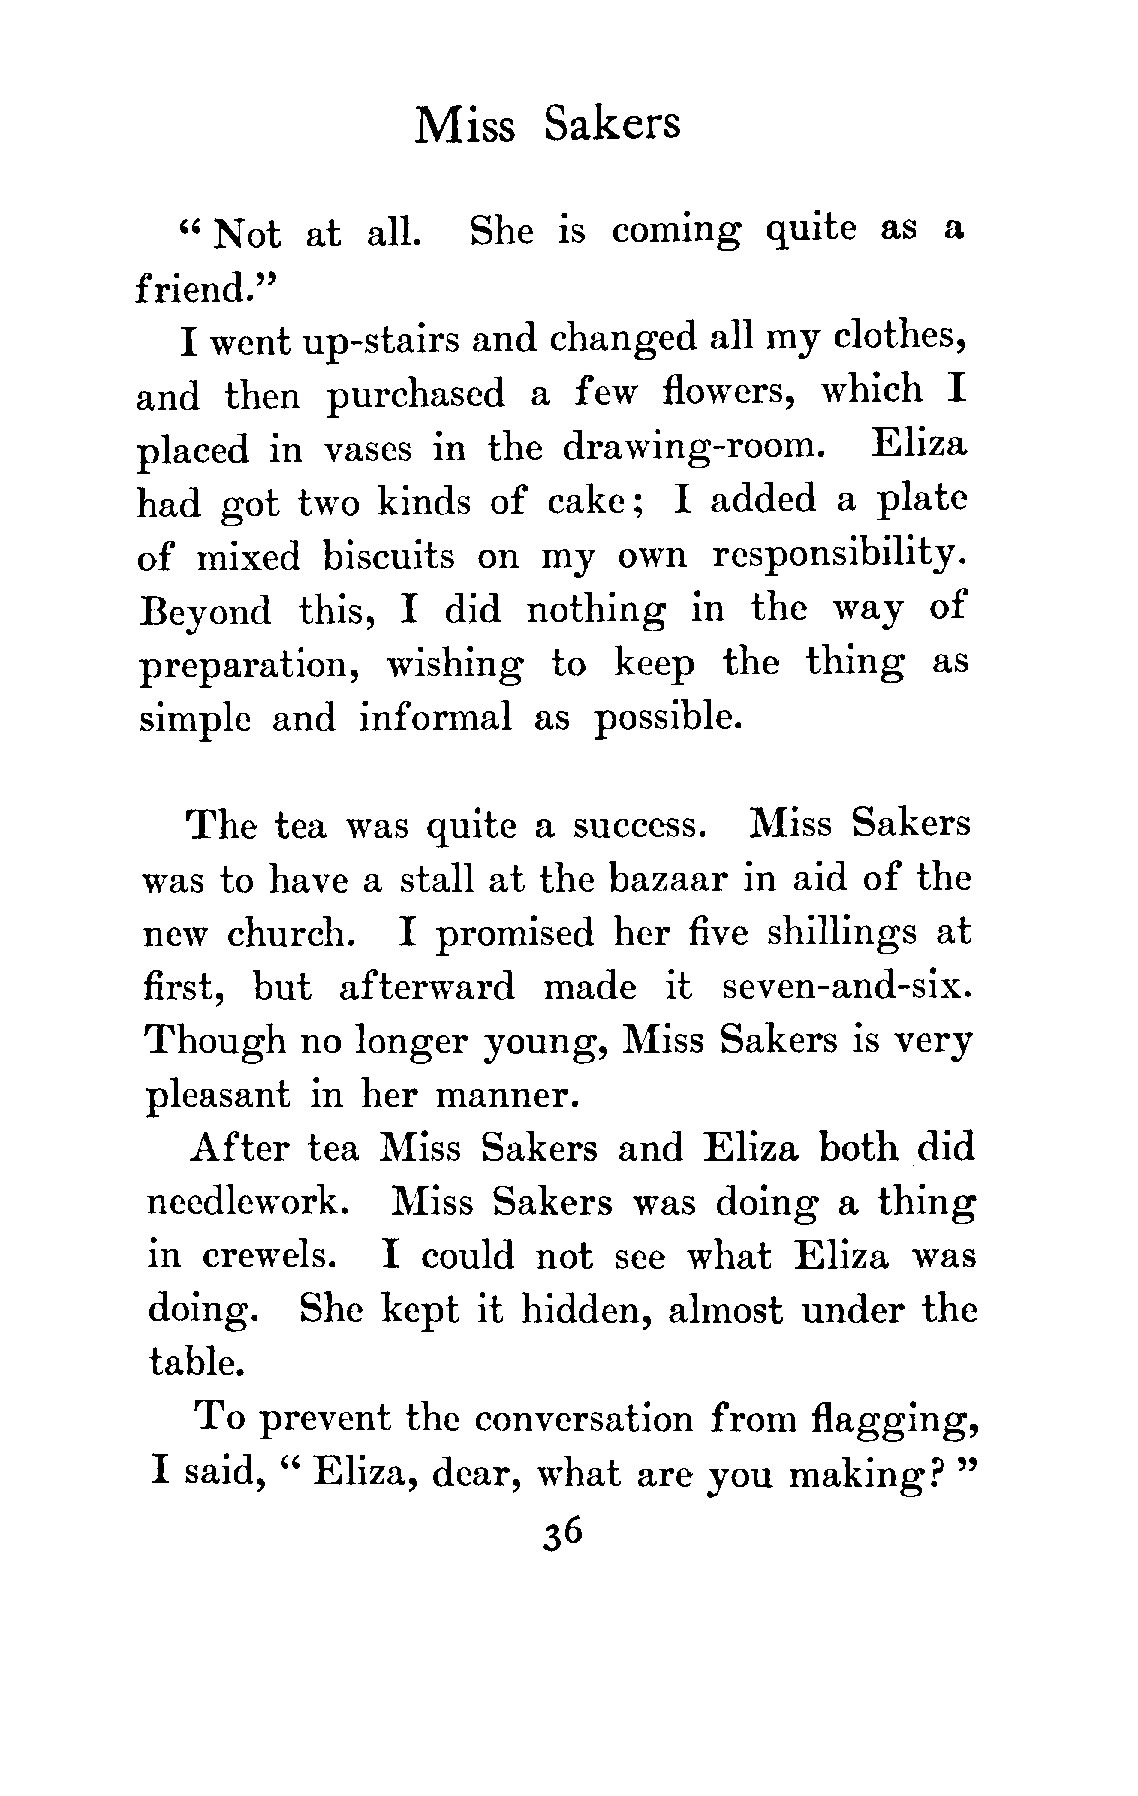 Miss Sakers
“ Not at all. She is coming quite as a
friend.”
I went up-stairs and changed all my clothes,
and then purchased a few flowers, which I
placed in vases in the drawing-room. Eliza
had got two kinds of cake; I added a plate
of mixed biscuits on my own responsibility.
Beyond this, I did nothing in the way of
preparation, wishing to keep the thing as
simple and informal as possible.
The tea was quite a success. Miss Sakers
was to have a stall at the bazaar in aid of the
new church. I promised her five shillings at
first, but afterward made it seven-and-six.
Though no longer young, Miss Sakers is very
pleasant in her manner.
After tea Miss Sakers and Eliza both did
needlework. Miss Sakers was doing a thing
in crewels. I could not see what Eliza was
doing. She kept it hidden, almost under the
table.
To prevent the conversation from flagging,
I said, “ Eliza, dear, what are you making? ”
36